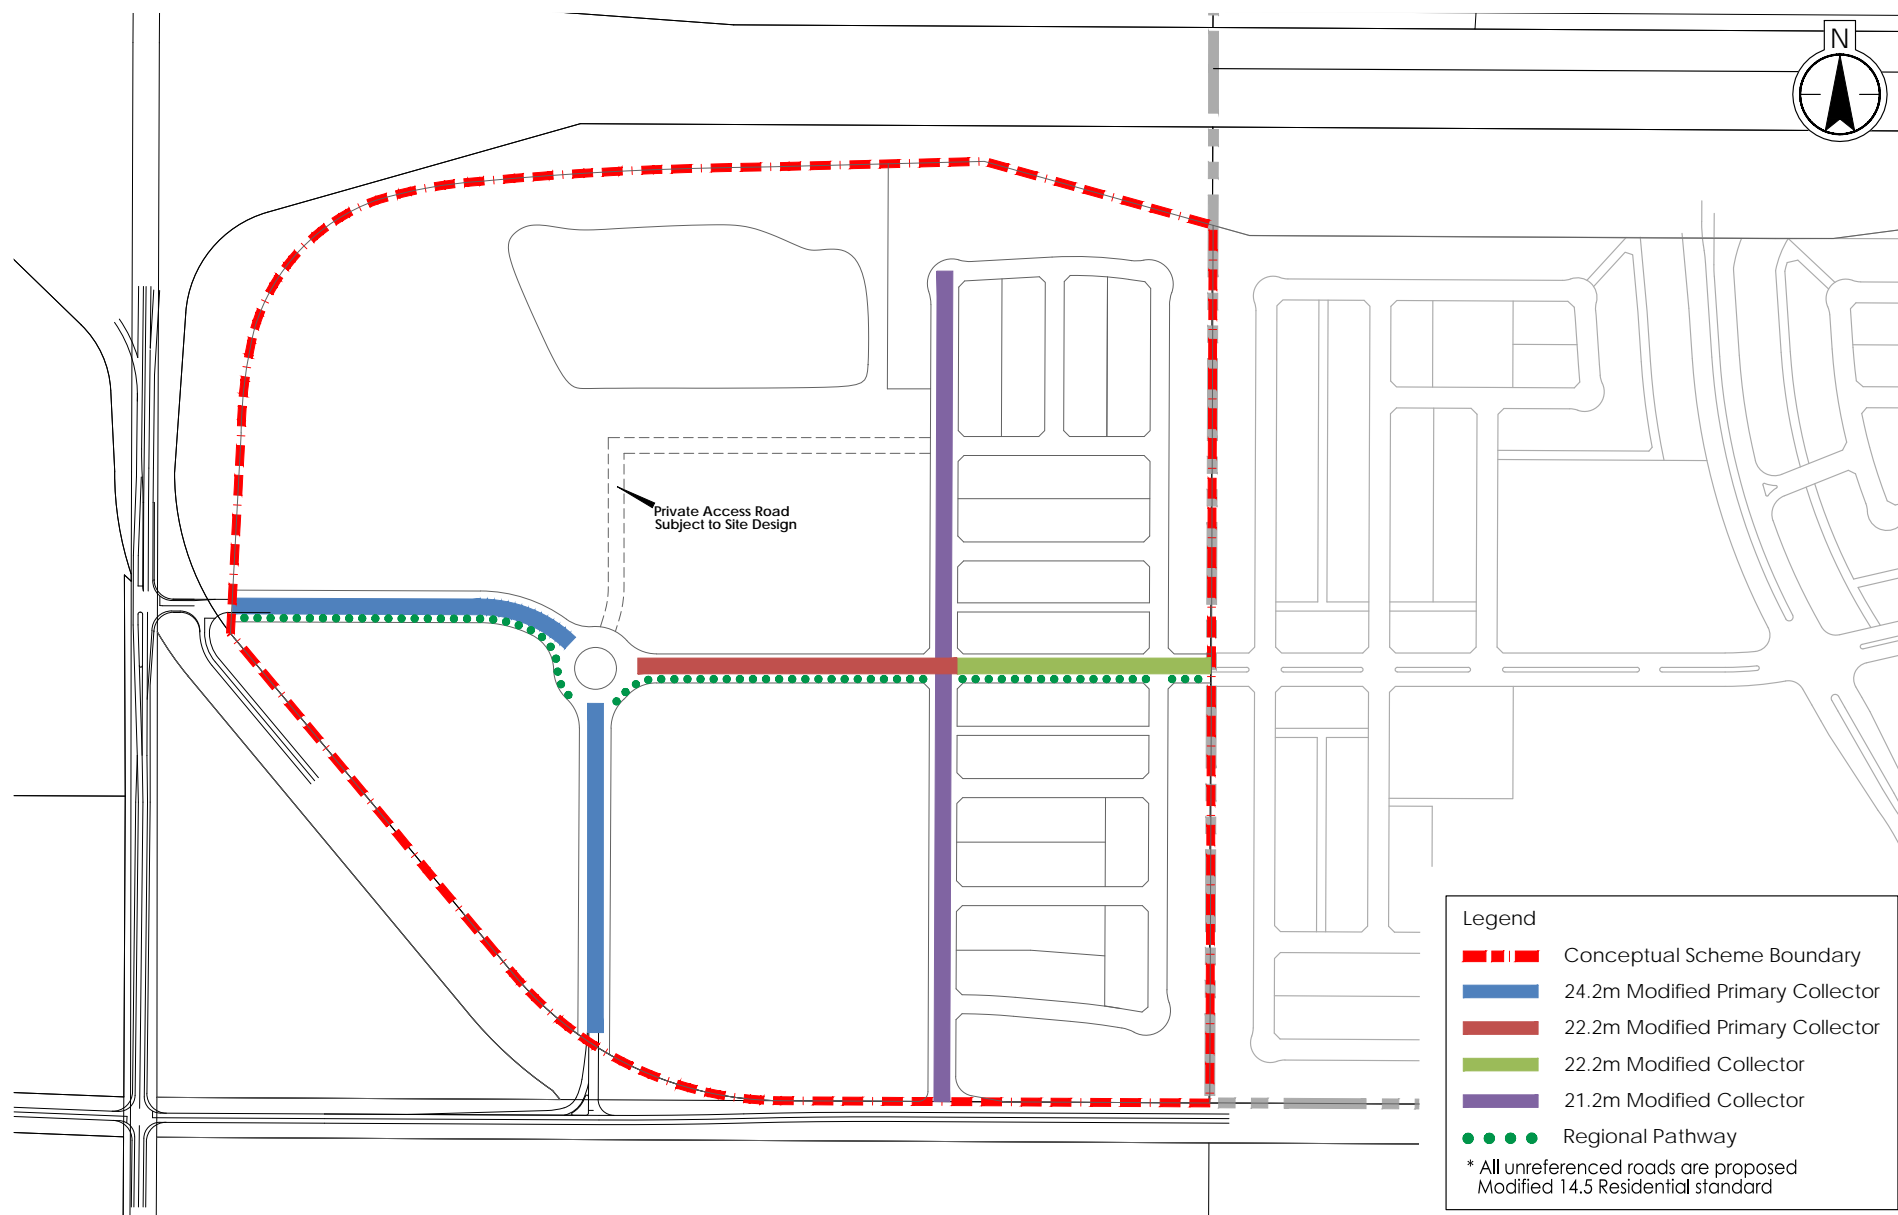 N
Private Access Road
Subject to Site Design
Legend
Conceptual Scheme Boundary
24.2m Modified Primary Collector
22.2m Modified Primary Collector
22.2m Modified Collector
21.2m Modified Collector
Regional Pathway
* All unreferenced roads are proposed
Modified 14.5 Residential standard